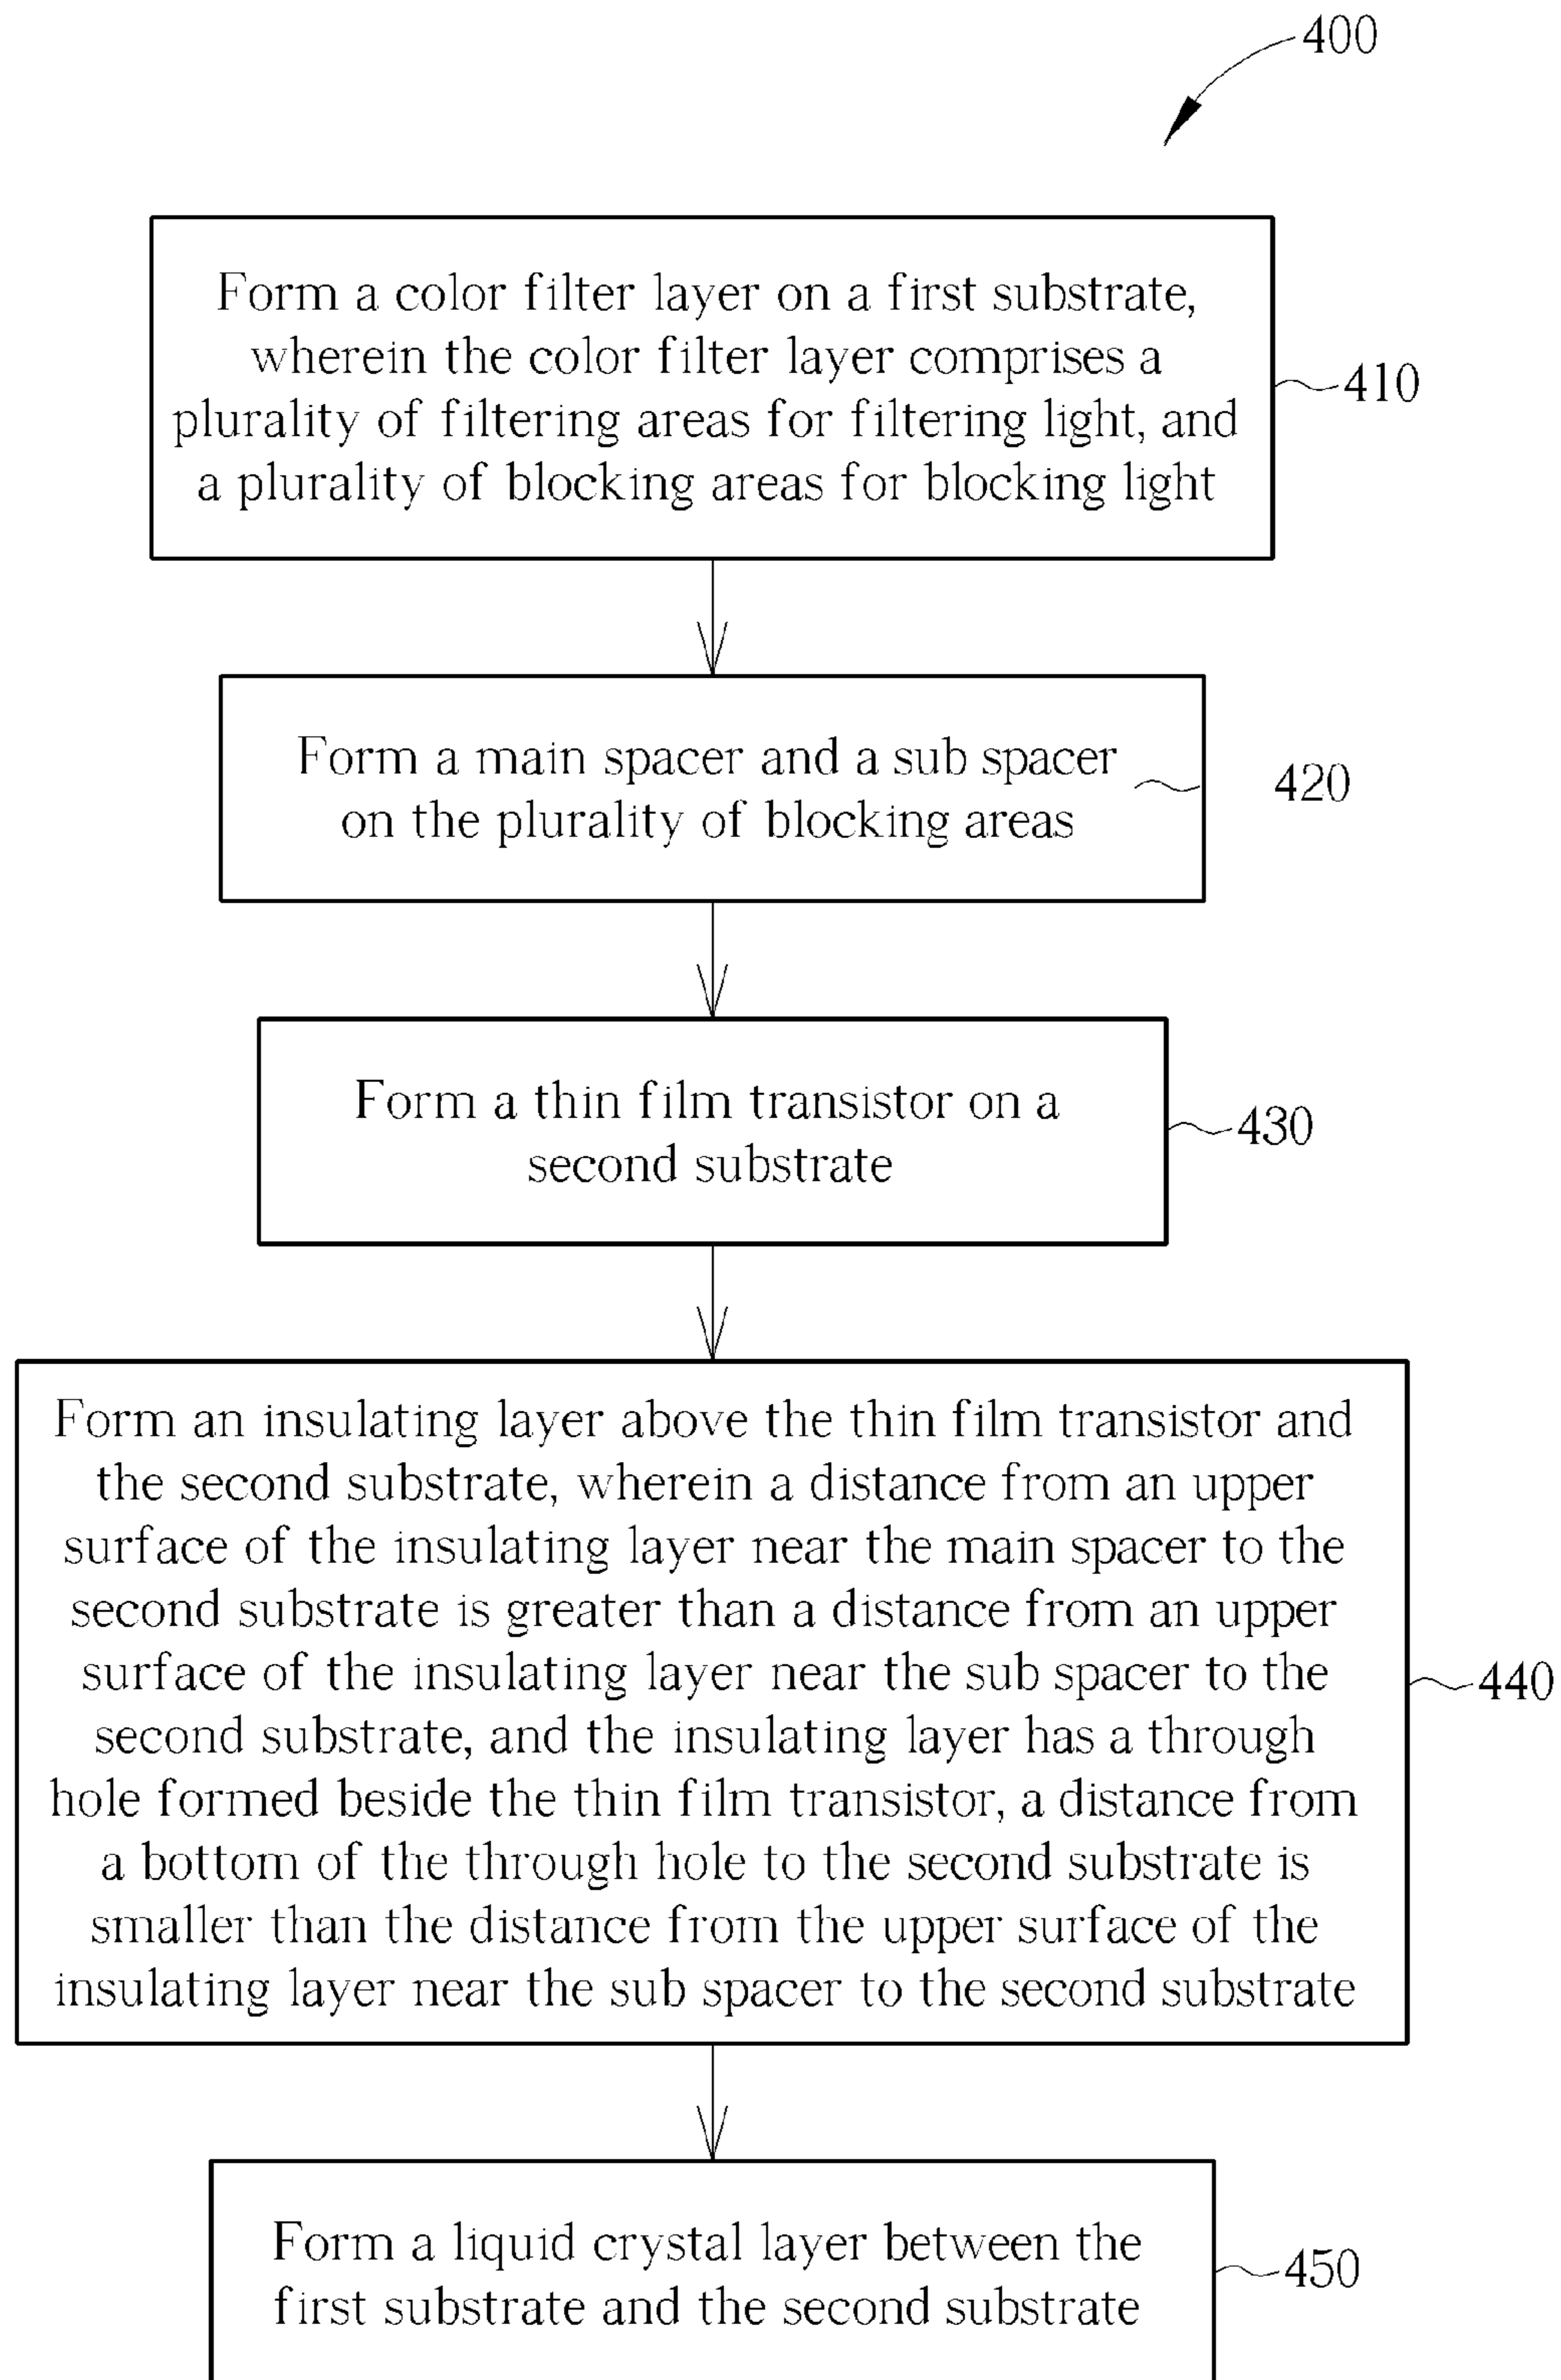 400
Form a color filter layer on a first substrate,
wherein the color filter layer comprises a
plurality of filtering areas for filtering light, and
a plurality of blocking areas for blocking light
410
Form a main spacer and a sub spacer
on the plurality of blocking areas
420
Form a thin film transistor on a
second substrate
430
Form an insulating layer above the thin film transistor and
the second substrate, wherein a distance from an upper
surface of the insulating layer near the main spacer to the
second substrate is greater than a distance from an upper
surface of the insulating layer near the sub spacer to the
second substrate, and the insulating layer has a through
hole formed beside the thin film transistor, a distance from
a bottom of the through hole to the second substrate is
smaller than the distance from the upper surface of the
insulating layer near the sub spacer to the second substrate
440
Form a liquid crystal layer between the
first substrate and the second substrate
450